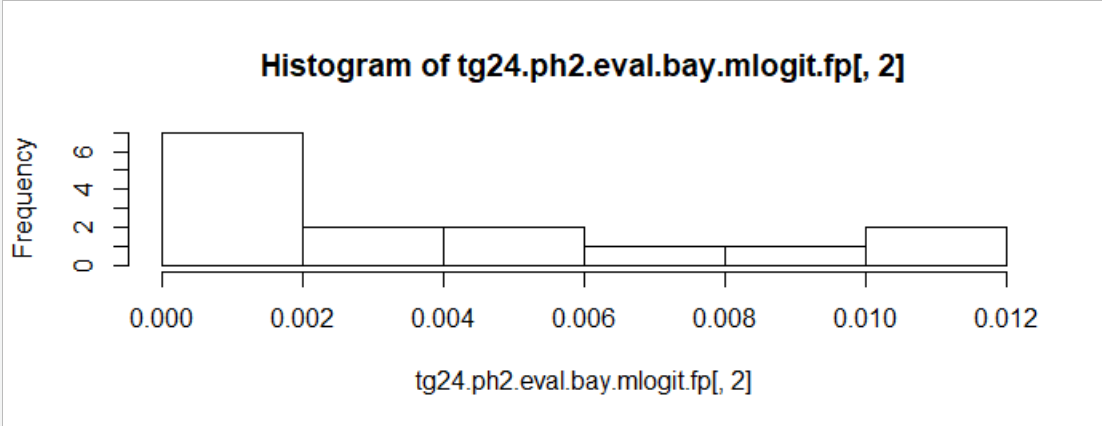 Histogram of tg24.ph2.eval.bay.mlogit.fp[, 2]
Frequency
6
4
2
0
0.000 0.002 0.004 0.006 0.008 0.010 0.012
tg24.ph2.eval.bay.mlogit.fp[, 2]